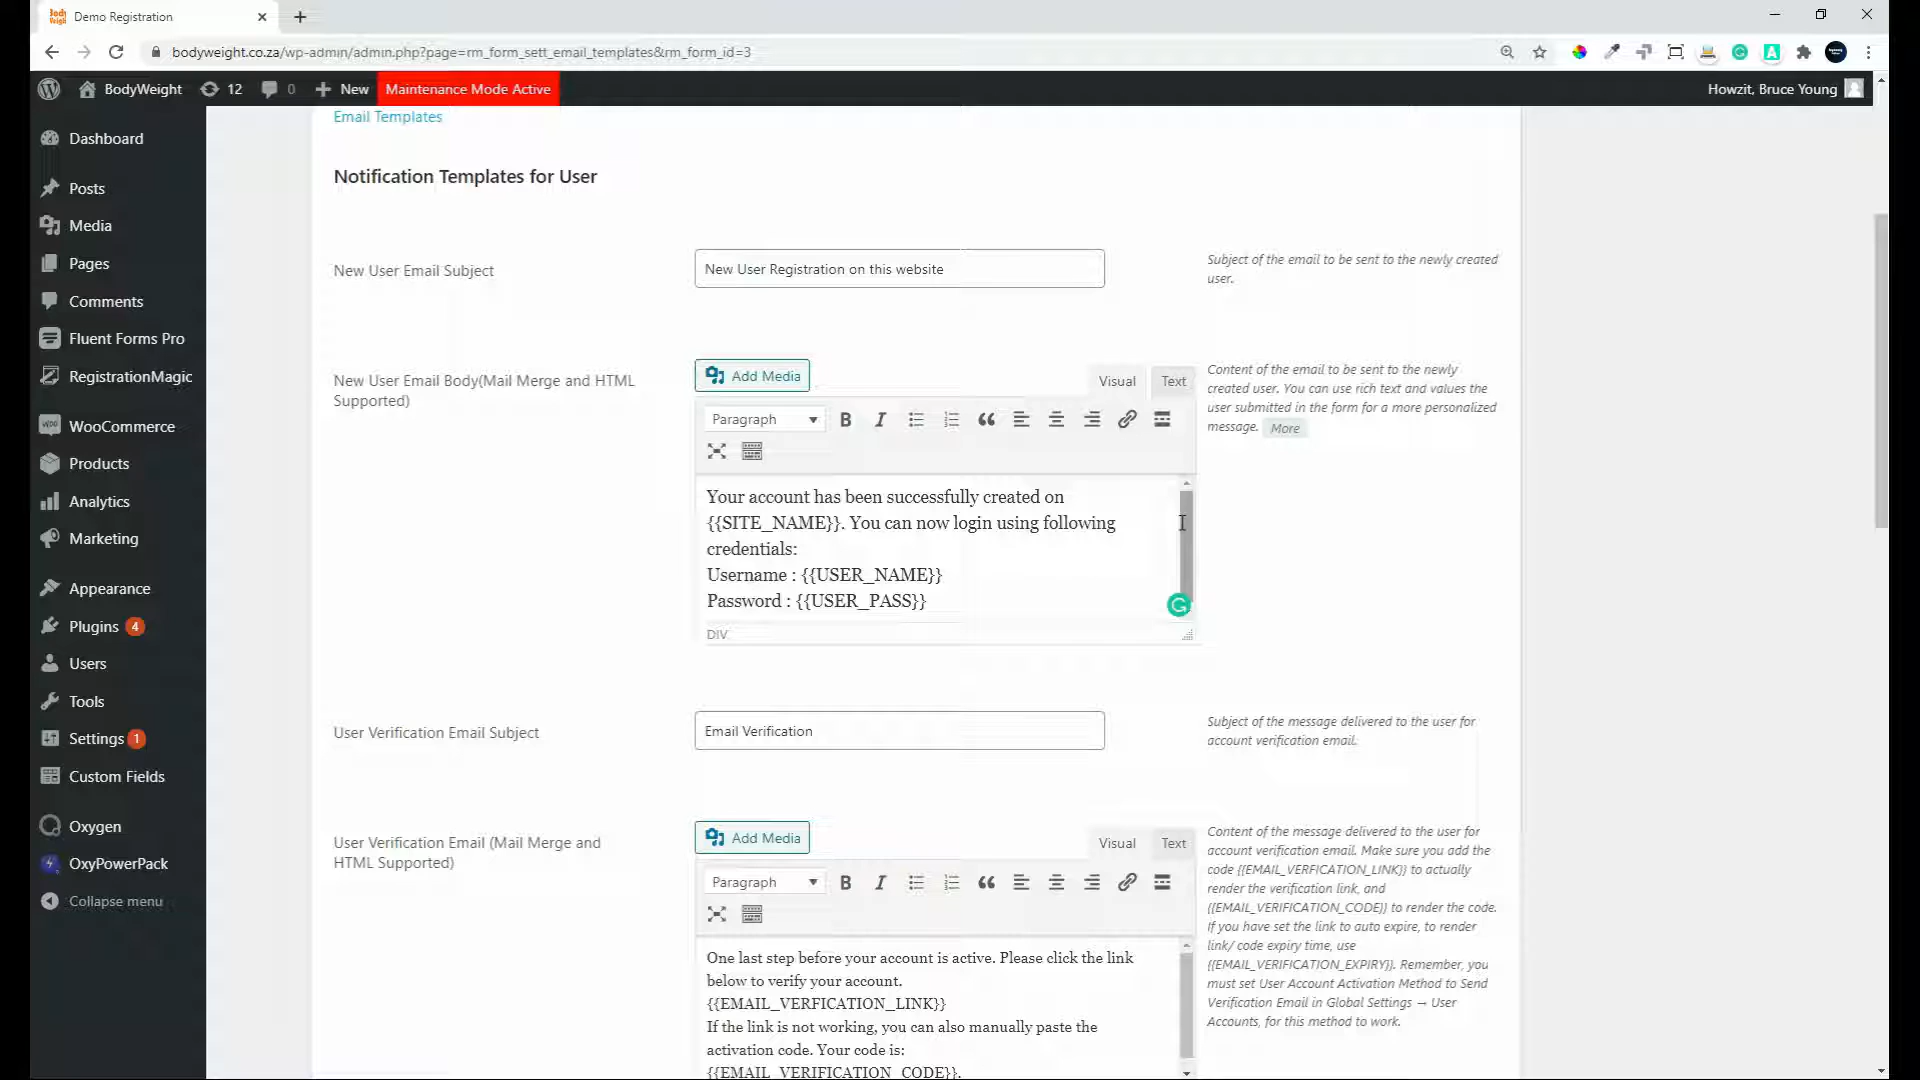 Demo Registration
bodyweight.co.za/wp-admin/admin.php?page=rm_form_sett_email_templates&rm_form_id=3
BodyWeight
12
0
New
Maintenance Mode Active
Howzit, Bruce Young
Dashboard
Posts
Media
Pages
Comments
Fluent Forms Pro
RegistrationMagic
WooCommerce
Products
Analytics
Marketing
Appearance
Plugins 4
Users
Tools
Settings 1
Custom Fields
Oxygen
OxyPowerPack
Collapse menu
Email Templates
Notification Templates for User
New User Email Subject
New User Registration on this website
Subject of the email to be sent to the newly created
user.
New User Email Body(Mail Merge and HTML
Supported)
Add Media
Visual
Text
Paragraph
Your account has been successfully created on
{{SITE_NAME}}. You can now login using following
credentials:
Username : {{USER_NAME}}
Password : {{USER_PASS}}
DIV
Content of the email to be sent to the newly
created user. You can use rich text and values the
user submitted in the form for a more personalized
message. More
User Verification Email Subject
Email Verification
Subject of the message delivered to the user for
account verification email.
User Verification Email (Mail Merge and
HTML Supported)
Add Media
Visual
Text
Paragraph
One last step before your account is active. Please click the link
below to verify your account.
{{EMAIL_VERFICATION_LINK}}
If the link is not working, you can also manually paste the
activation code. Your code is:
{{EMAIL_VERIFICATION_CODE}}.
Content of the message delivered to the user for
account verification email. Make sure you add the
code {{EMAIL_VERFICATION_LINK}} to actually
render the verification link, and
{{EMAIL_VERIFICATION_CODE}} to render the code.
If you have set the link to auto expire, to render
link/ code expiry time, use
{{EMAIL_VERIFICATION_EXPIRY}}. Remember, you
must set User Account Activation Method to Send
Verification Email in Global Settings → User
Accounts, for this method to work.